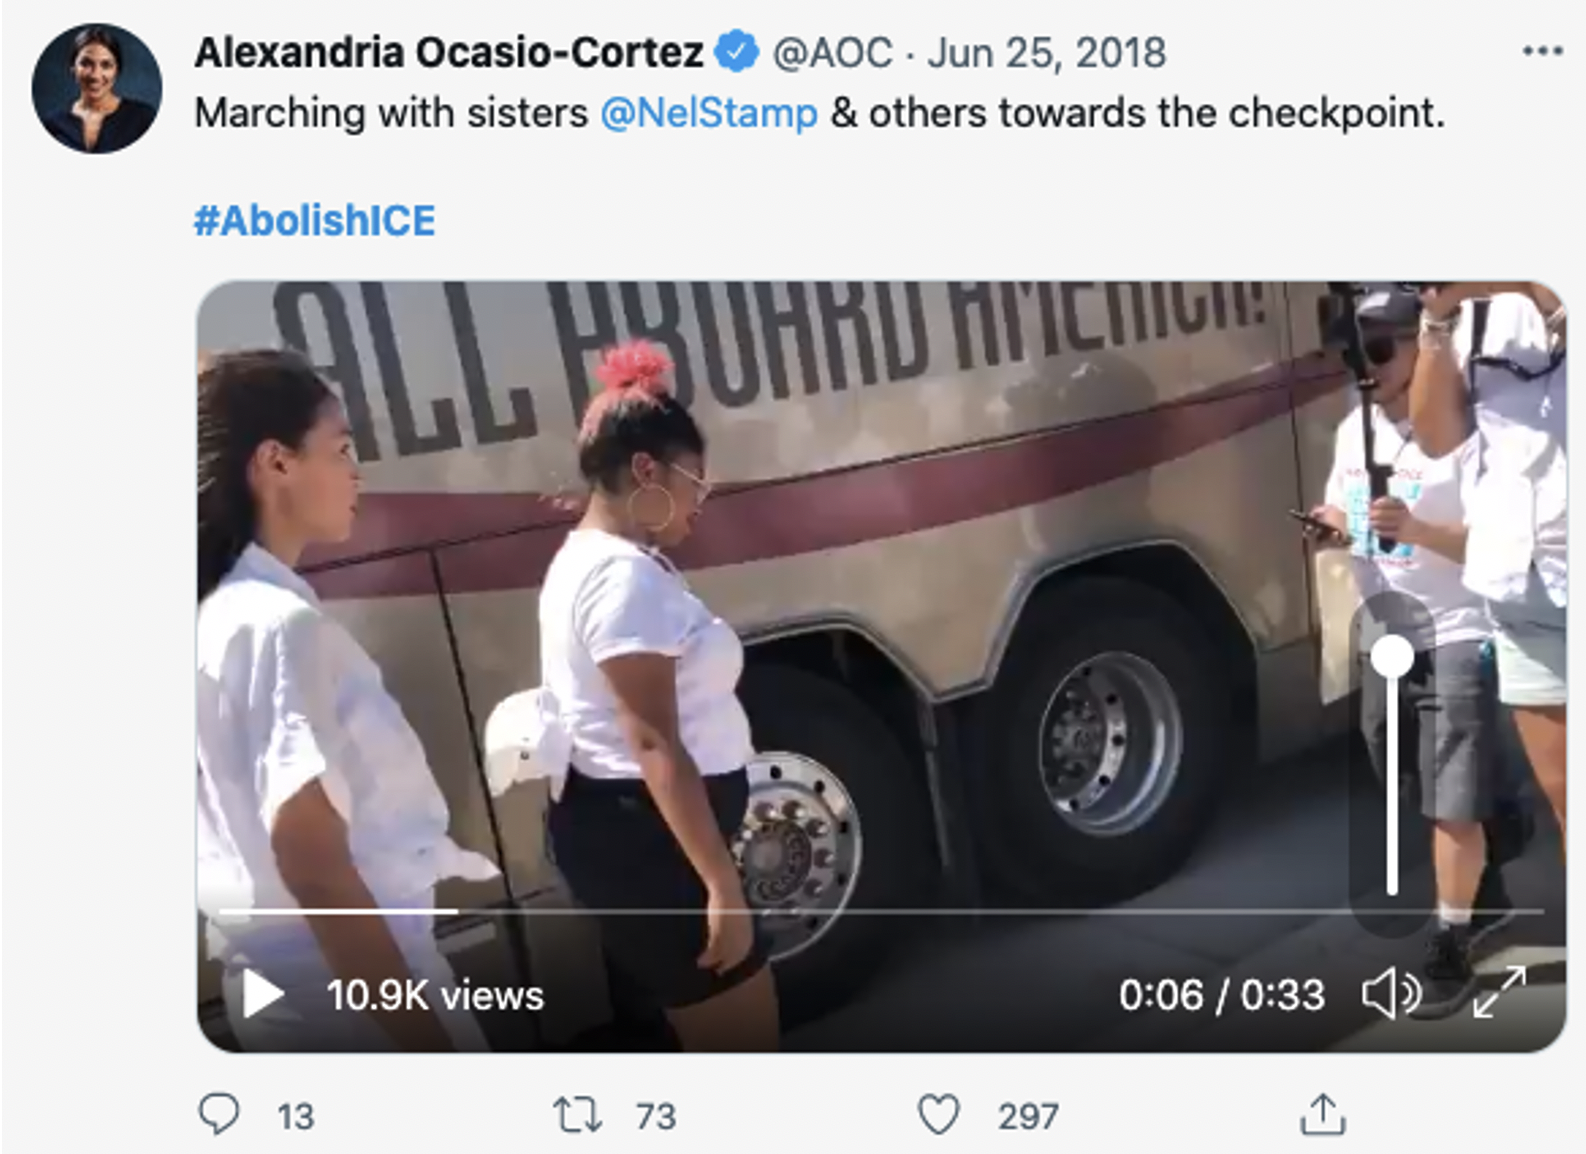 Alexandria Ocasio-Cortez @AOC · Jun 25, 2018
Marching with sisters @NelStamp & others towards the checkpoint.
#AbolishICE
ALL ABOARD AMERICA!
10.9K views
0:06 / 0:33
13
73
297